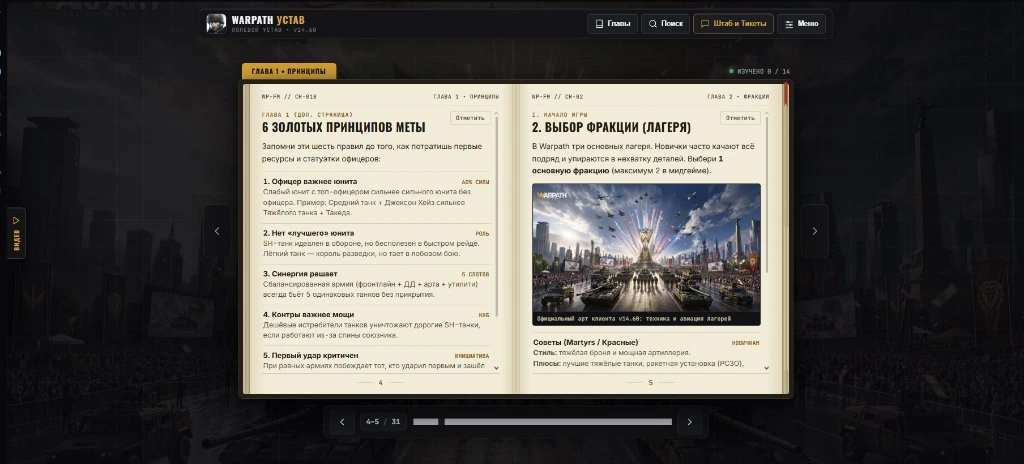 WARPATH УСТАВ
ПОЛЕВОЙ УСТАВ • V14.60
Главы
Поиск
Штаб и Тикеты
Меню
ГЛАВА 1 • ПРИНЦИПЫ
ИЗУЧЕНО 0 / 14
ВИДЕО
WP-FM // CH-01B
ГЛАВА 1 • ПРИНЦИПЫ
ГЛАВА 1 (ДОП. СТРАНИЦА)
Отметить
6 ЗОЛОТЫХ ПРИНЦИПОВ МЕТЫ
Запомни эти шесть правил до того, как потратишь первые
ресурсы и статуэтки офицеров:
1. Офицер важнее юнита
60% СИЛЫ
Слабый юнит с топ-офицером сильнее сильного юнита без
офицера. Пример: Средний танк + Джексон Хейз сильнее
Тяжёлого танка + Такеда.
2. Нет «лучшего» юнита
РОЛЬ
SH-танк идеален в обороне, но бесполезен в быстром рейде.
Лёгкий танк — король разведки, но тает в лобовом бою.
3. Синергия решает
5 СЛОТОВ
Сбалансированная армия (фронтлайн + ДД + арта + утилити)
всегда бьёт 5 одинаковых танков без прикрытия.
4. Контры важнее мощи
КНБ
Дешёвые истребители танков уничтожают дорогие SH-танки,
если работают из-за спины союзника.
5. Первый удар критичен
ИНИЦИАТИВА
При равных армиях побеждает тот, кто ударил первым и зашёл
4
WP-FM // CH-02
ГЛАВА 2 • ФРАКЦИИ
1. НАЧАЛО ИГРЫ
Отметить
2. ВЫБОР ФРАКЦИИ (ЛАГЕРЯ)
В Warpath три основных лагеря. Новички часто качают всё
подряд и упираются в нехватку деталей. Выбери 1
основную фракцию (максимум 2 в мидгейме).
WARPATH
Официальный арт клиента v14.60: техника и авиация лагерей
Советы (Martyrs / Красные)
НОВИЧКАМ
Стиль: тяжёлая броня и мощная артиллерия.
Плюсы: лучшие тяжёлые танки, ракетная установка (РСЗО),
5
4–5 / 31